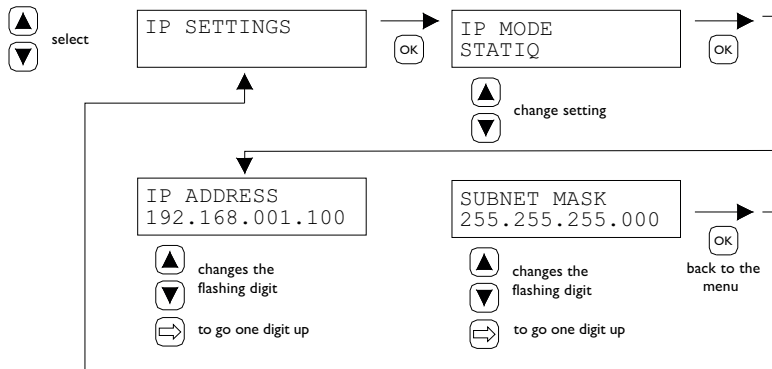 select
IP SETTINGS
OK
IP MODE
STATIQ
OK
change setting
IP ADDRESS
192.168.001.100
changes the
flashing digit
to go one digit up
SUBNET MASK
255.255.255.000
changes the
flashing digit
to go one digit up
OK
back to the
menu